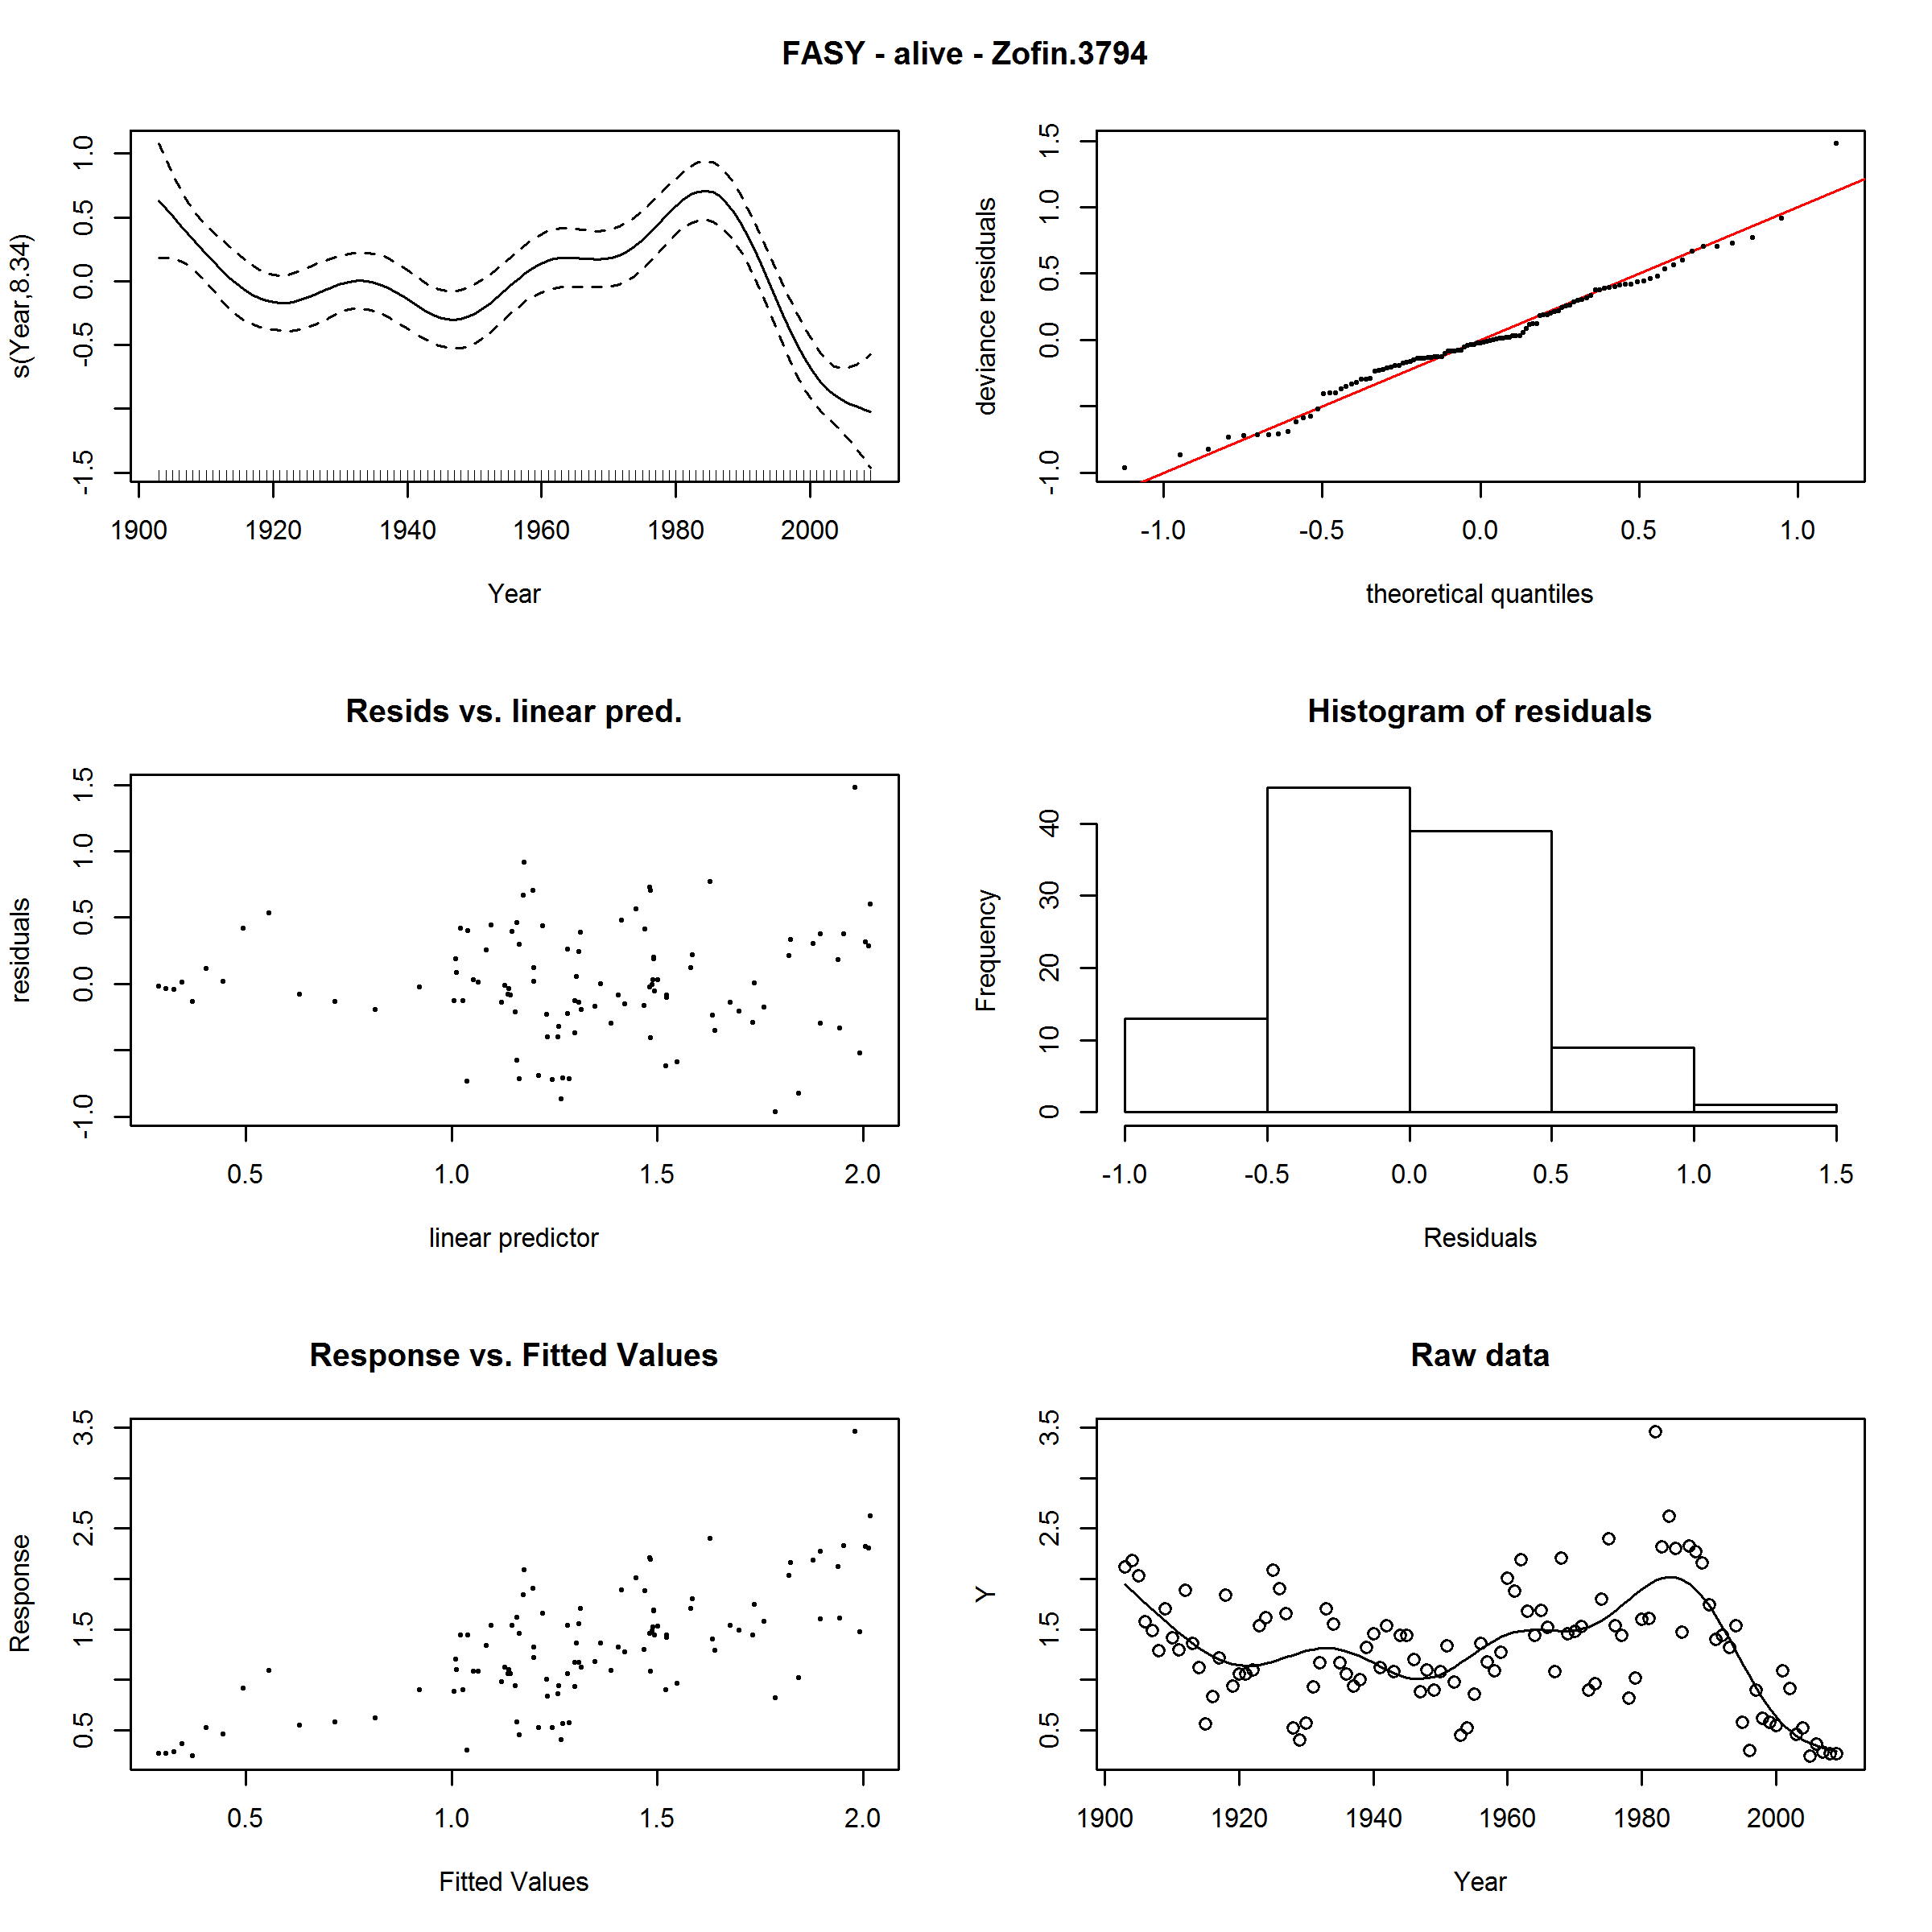 FASY - alive - Zofin.3794
s(Year,8.34)
-1.5 -0.5 0.0 0.5 1.0
1900 1920 1940 1960 1980 2000
Year
deviance residuals
-1.0 0.0 0.5 1.0 1.5
-1.0 -0.5 0.0 0.5 1.0
theoretical quantiles
Resids vs. linear pred.
residuals
-1.0 0.0 0.5 1.0 1.5
0.5 1.0 1.5 2.0
linear predictor
Histogram of residuals
Frequency
0 10 20 30 40
-1.0 -0.5 0.0 0.5 1.0 1.5
Residuals
Response vs. Fitted Values
Response
0.5 1.5 2.5 3.5
0.5 1.0 1.5 2.0
Fitted Values
Raw data
Y
0.5 1.5 2.5 3.5
1900 1920 1940 1960 1980 2000
Year